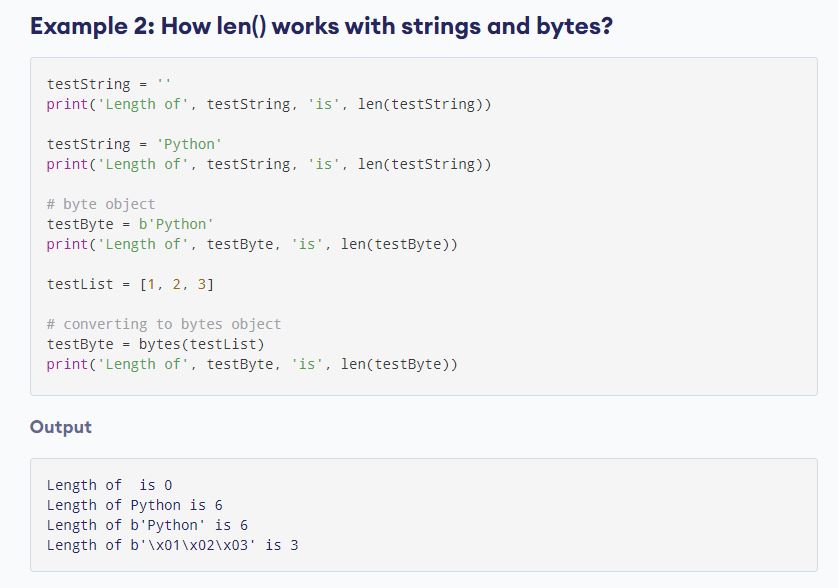 Example 2: How len() works with strings and bytes?
testString = ''
print('Length of', testString, 'is', len(testString))
testString = 'Python'
print('Length of', testString, 'is', len(testString))
# byte object
testByte = b'Python'
print('Length of', testByte, 'is', len(testByte))
testList = [1, 2, 3]
# converting to bytes object
testByte = bytes(testList)
print('Length of', testByte, 'is', len(testByte))
Output
Length of  is 0
Length of Python is 6
Length of b'Python' is 6
Length of b'\x01\x02\x03' is 3